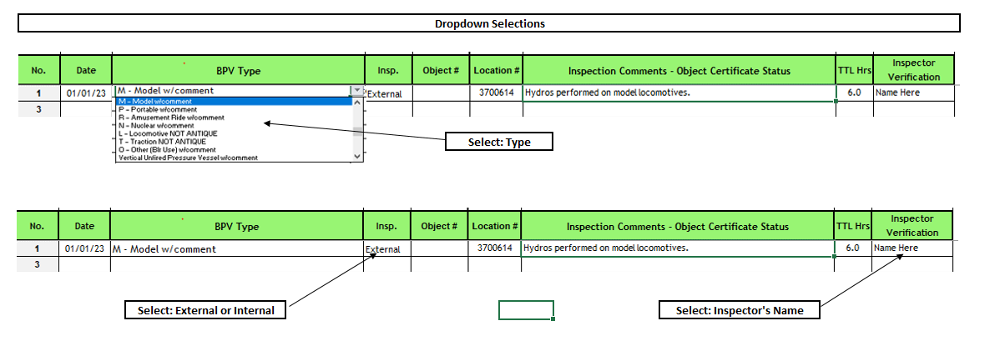 Dropdown Selections
No. Date BPV Type Insp. Object # Location # Inspection Comments - Object Certificate Status TTL Hrs Inspector Verification
1 01/01/23 M - Model w/comment External 3700614 Hydros performed on model locomotives. 6.0 Name Here
3
M - Model w/comment
P - Portable w/comment
R - Amusement Ride w/comment
N - Nuclear w/comment
L - Locomotive NOT ANTIQUE
T - Traction NOT ANTIQUE
O - Other (Blr Use) w/comment
Vertical Unfired Pressure Vessel w/comment
Select: Type
No. Date BPV Type Insp. Object # Location # Inspection Comments - Object Certificate Status TTL Hrs Inspector Verification
1 01/01/23 M - Model w/comment External 3700614 Hydros performed on model locomotives. 6.0 Name Here
3
Select: External or Internal
Select: Inspector's Name